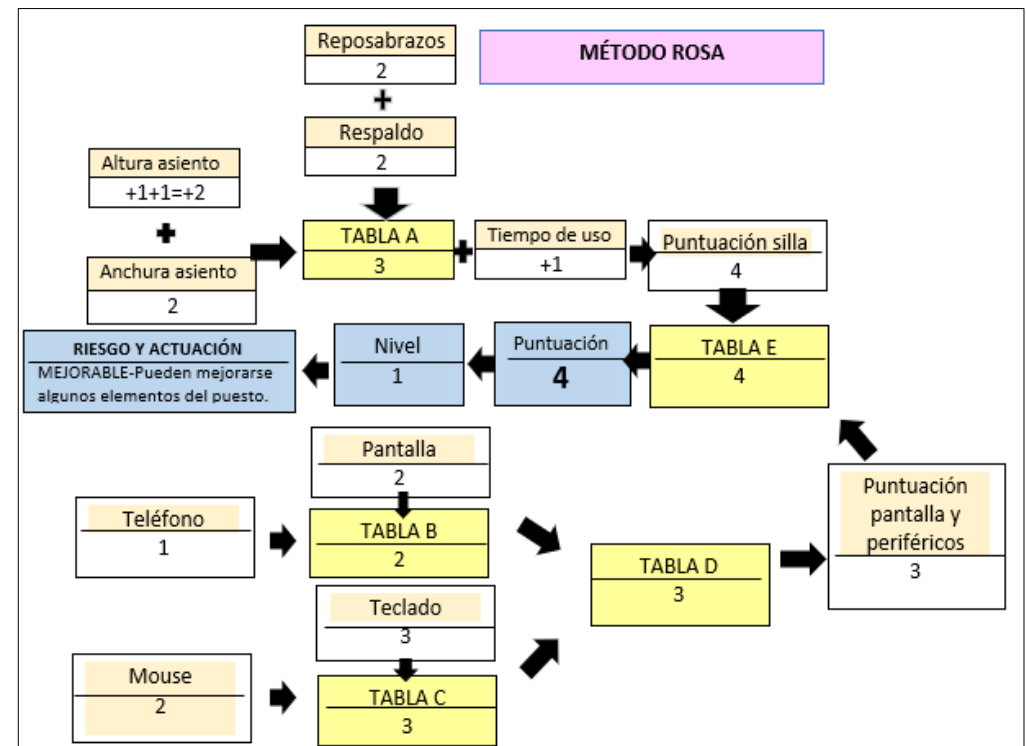 Reposabrazos
2
MÉTODO ROSA
Respaldo
2
Altura asiento
+1+1=+2
Anchura asiento
2
TABLA A
3
Tiempo de uso
+1
Puntuación silla
4
RIESGO Y ACTUACIÓN
MEJORABLE-Pueden mejorarse
algunos elementos del puesto.
Nivel
1
Puntuación
4
TABLA E
4
Pantalla
2
Teléfono
1
TABLA B
2
Teclado
3
Mouse
2
TABLA C
3
TABLA D
3
Puntuación
pantalla y
periféricos
3